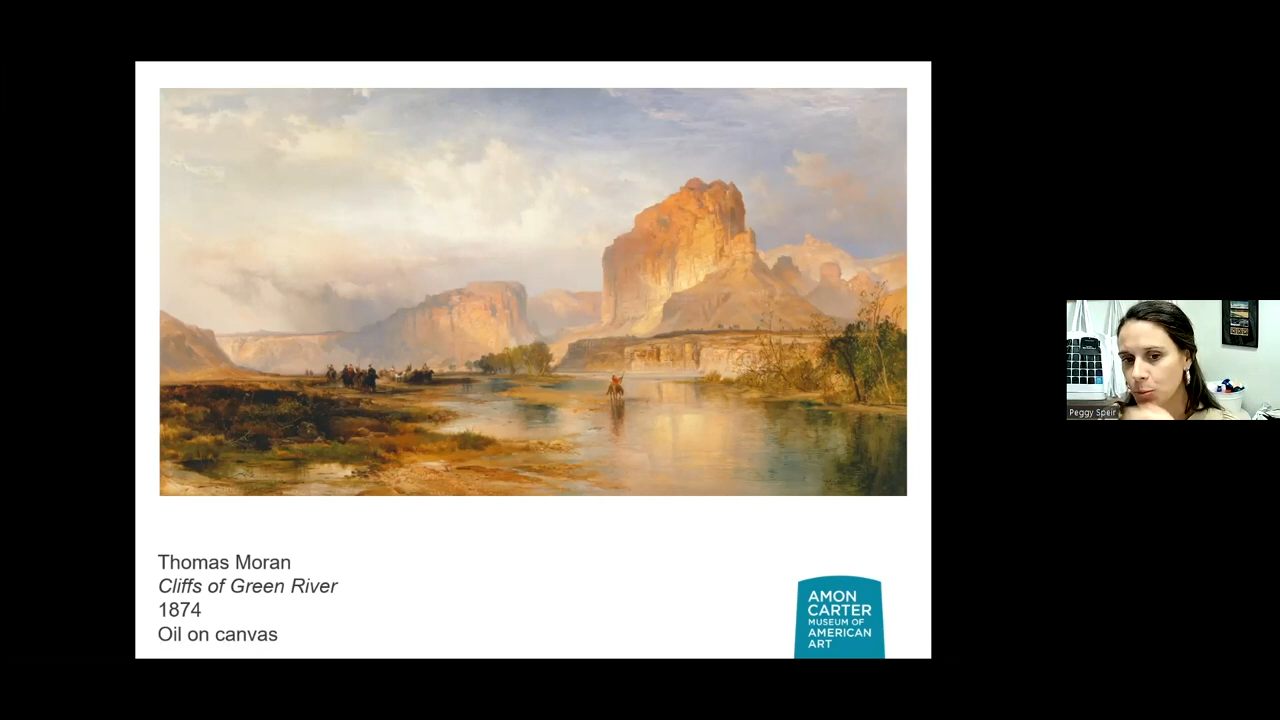 Thomas Moran
Cliffs of Green River
1874
Oil on canvas
AMON
CARTER
MUSEUM OF
AMERICAN
ART
Peggy Speir